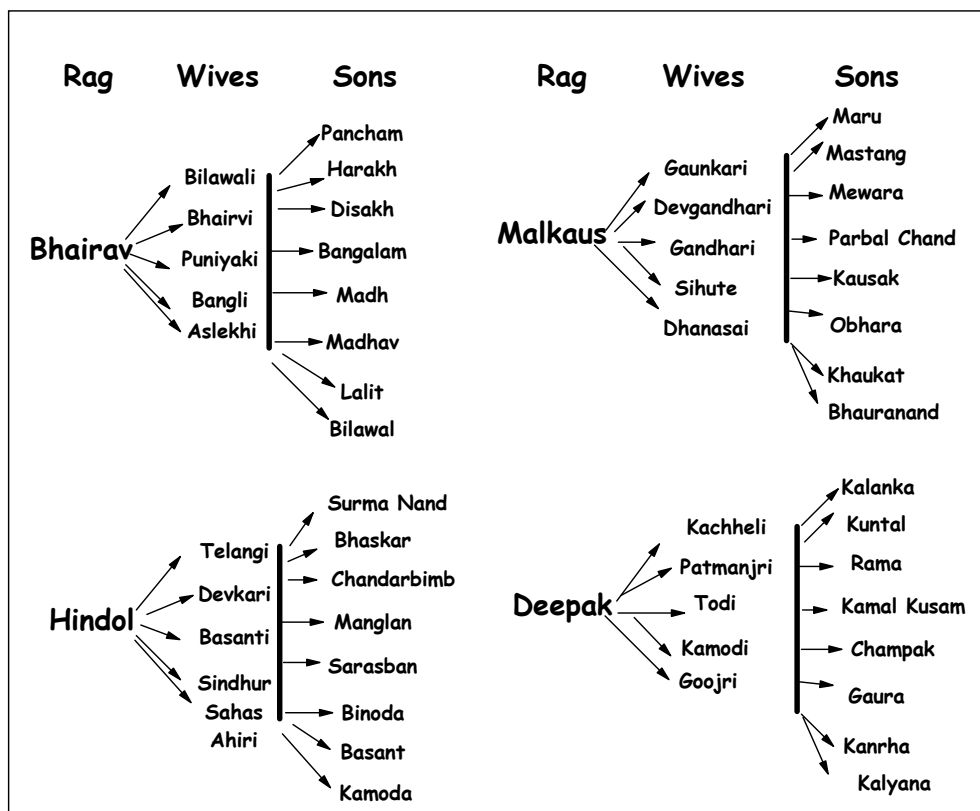 Rag Wives Sons
Pancham
Harakh
Bilawali
Disakh
Bhairvi
Bhairav
Puniyaki
Bangalam
Bangli
Madh
Aslekhi
Madhav
Lalit
Bilawal
Rag Wives Sons
Maru
Mastang
Gaunkari
Mewara
Devgandhari
Malkaus
Gandhari
Parbal Chand
Sihute
Kausak
Dhanasai
Obhara
Khaukat
Bhauranand
Surma Nand
Bhaskar
Telangi
Chandarbimb
Devkari
Hindol
Basanti
Manglan
Sarasban
Sindhur
Sahas
Binoda
Ahiri
Basant
Kamoda
Kalanka
Kachheli
Kuntal
Patmanjri
Rama
Deepak
Todi
Kamal Kusam
Kamodi
Champak
Goojri
Gaura
Kanrha
Kalyana